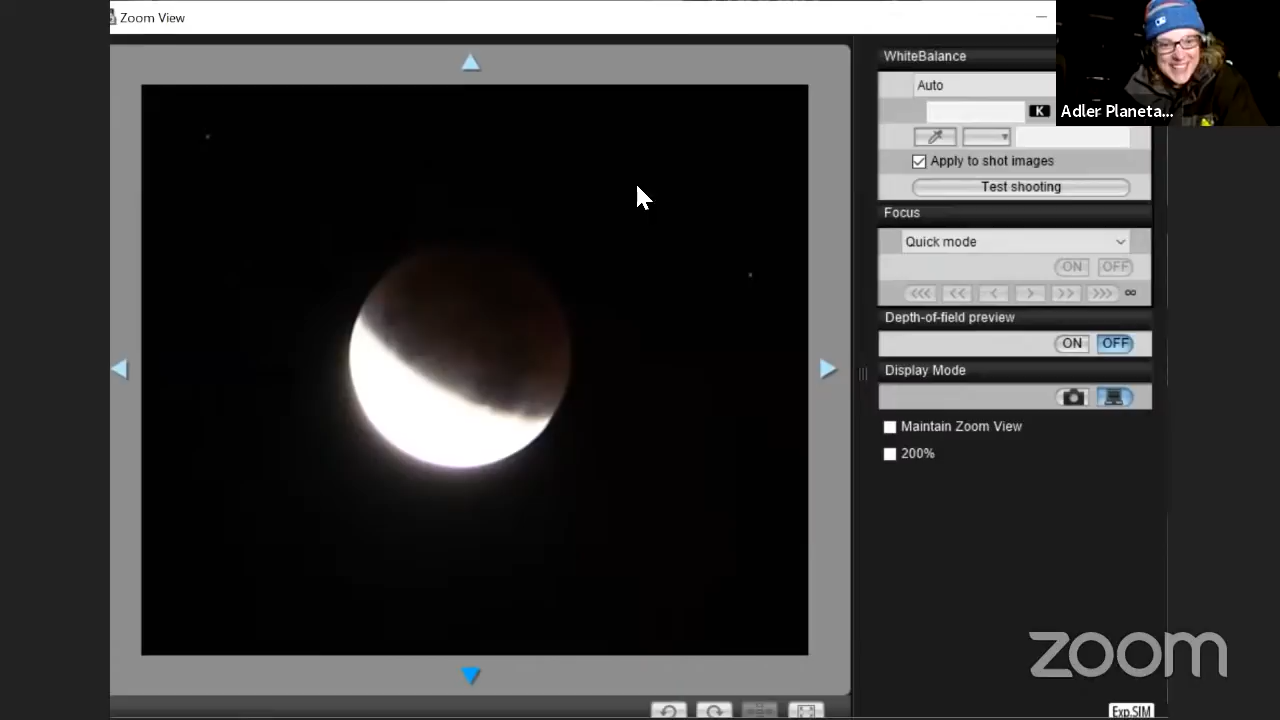 Zoom View
WhiteBalance
Auto
K
Adler Planeta...
Apply to shot images
Test shooting
Focus
Quick mode
ON OFF
<<< << < > >> >>> ∞
Depth-of-field preview
ON OFF
Display Mode
Maintain Zoom View
200%
zoom
Exp.SIM